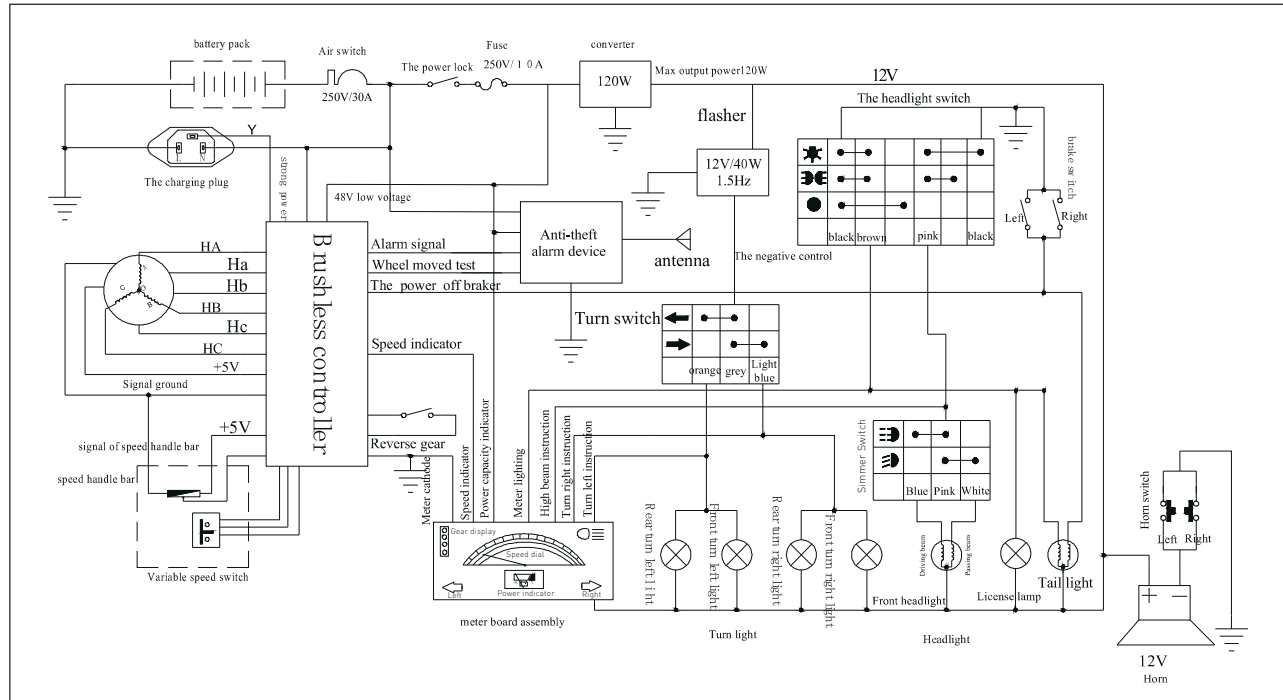 battery pack
Air switch
250V/30A
The power lock
Fuse
250V/1 0 A
converter
120W
Max output power120W
12V
Y
L
N
The charging plug
strong power
48V low voltage
flasher
12V/40W
1.5Hz
The negative control
The headlight switch
black
brown
pink
black
brake switch
Left
Right
HA
Ha
Hb
HB
Hc
HC
+5V
Signal ground
A
C
B
Brushless controller
Alarm signal
Wheel moved test
The power off braker
Speed indicator
Reverse gear
Anti-theft
alarm device
antenna
Turn switch
orange
grey
Light
blue
+5V
signal of speed handle bar
speed handle bar
Variable speed switch
Meter cathode
Speed indicator
Power capacity indicator
Meter lighting
High beam instruction
Turn right instruction
Turn left instruction
Gear display
Speed dial
Power indicator
Left
Right
meter board assembly
Rear turn left liht
Front turn left light
Rear turn right light
Front turn right light
Turn light
Simmer Switch
Blue
Pink
White
Driving beam
Passing beam
Front headlight
License lamp
Tail light
Headlight
Horn switch
Left
Right
+
−
12V
Horn